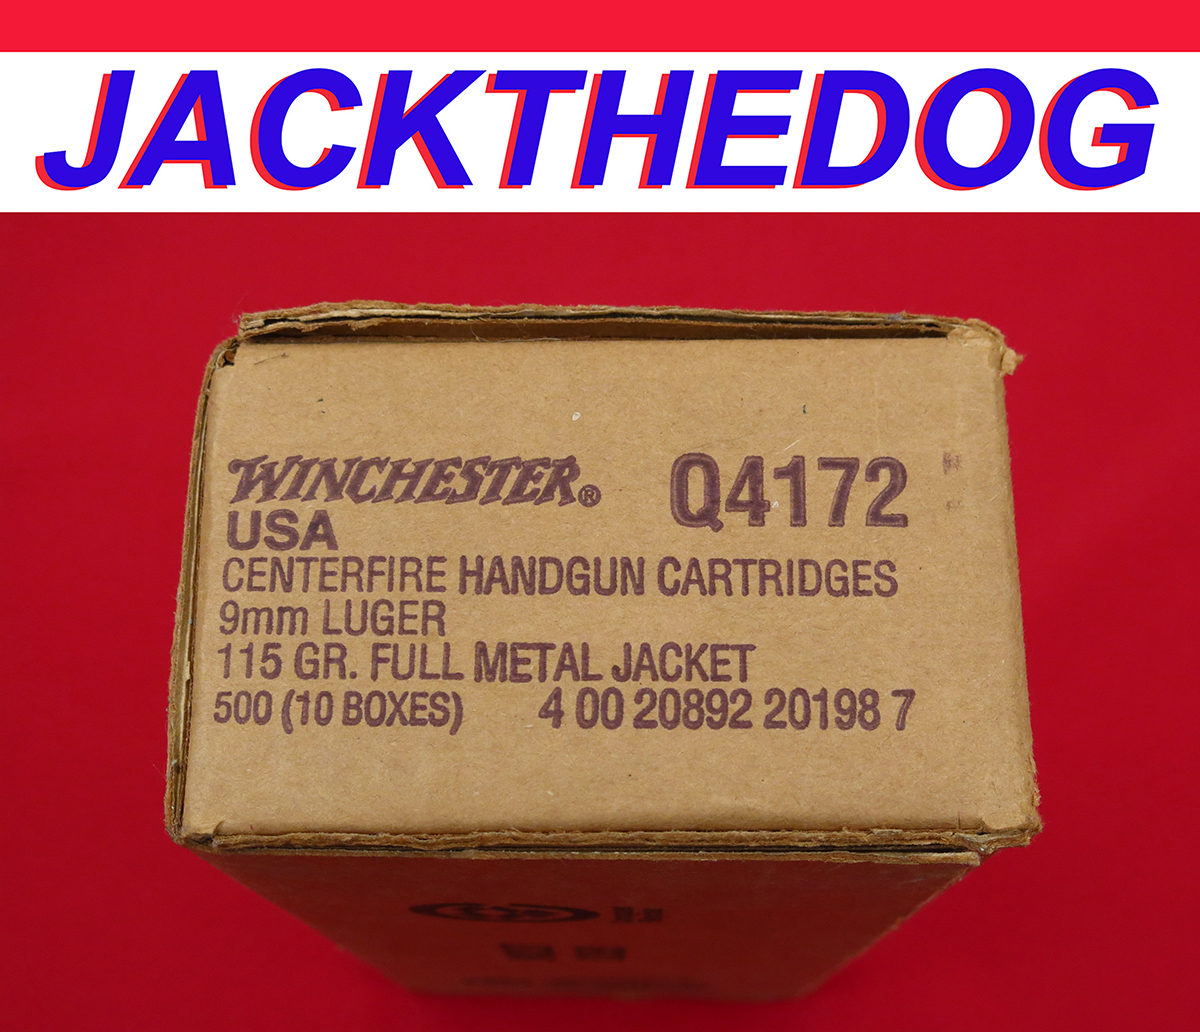 JACKTHEDOG
WINCHESTER® Q4172
USA
CENTERFIRE HANDGUN CARTRIDGES
9mm LUGER
115 GR. FULL METAL JACKET
500 (10 BOXES) 4 00 20892 20198 7